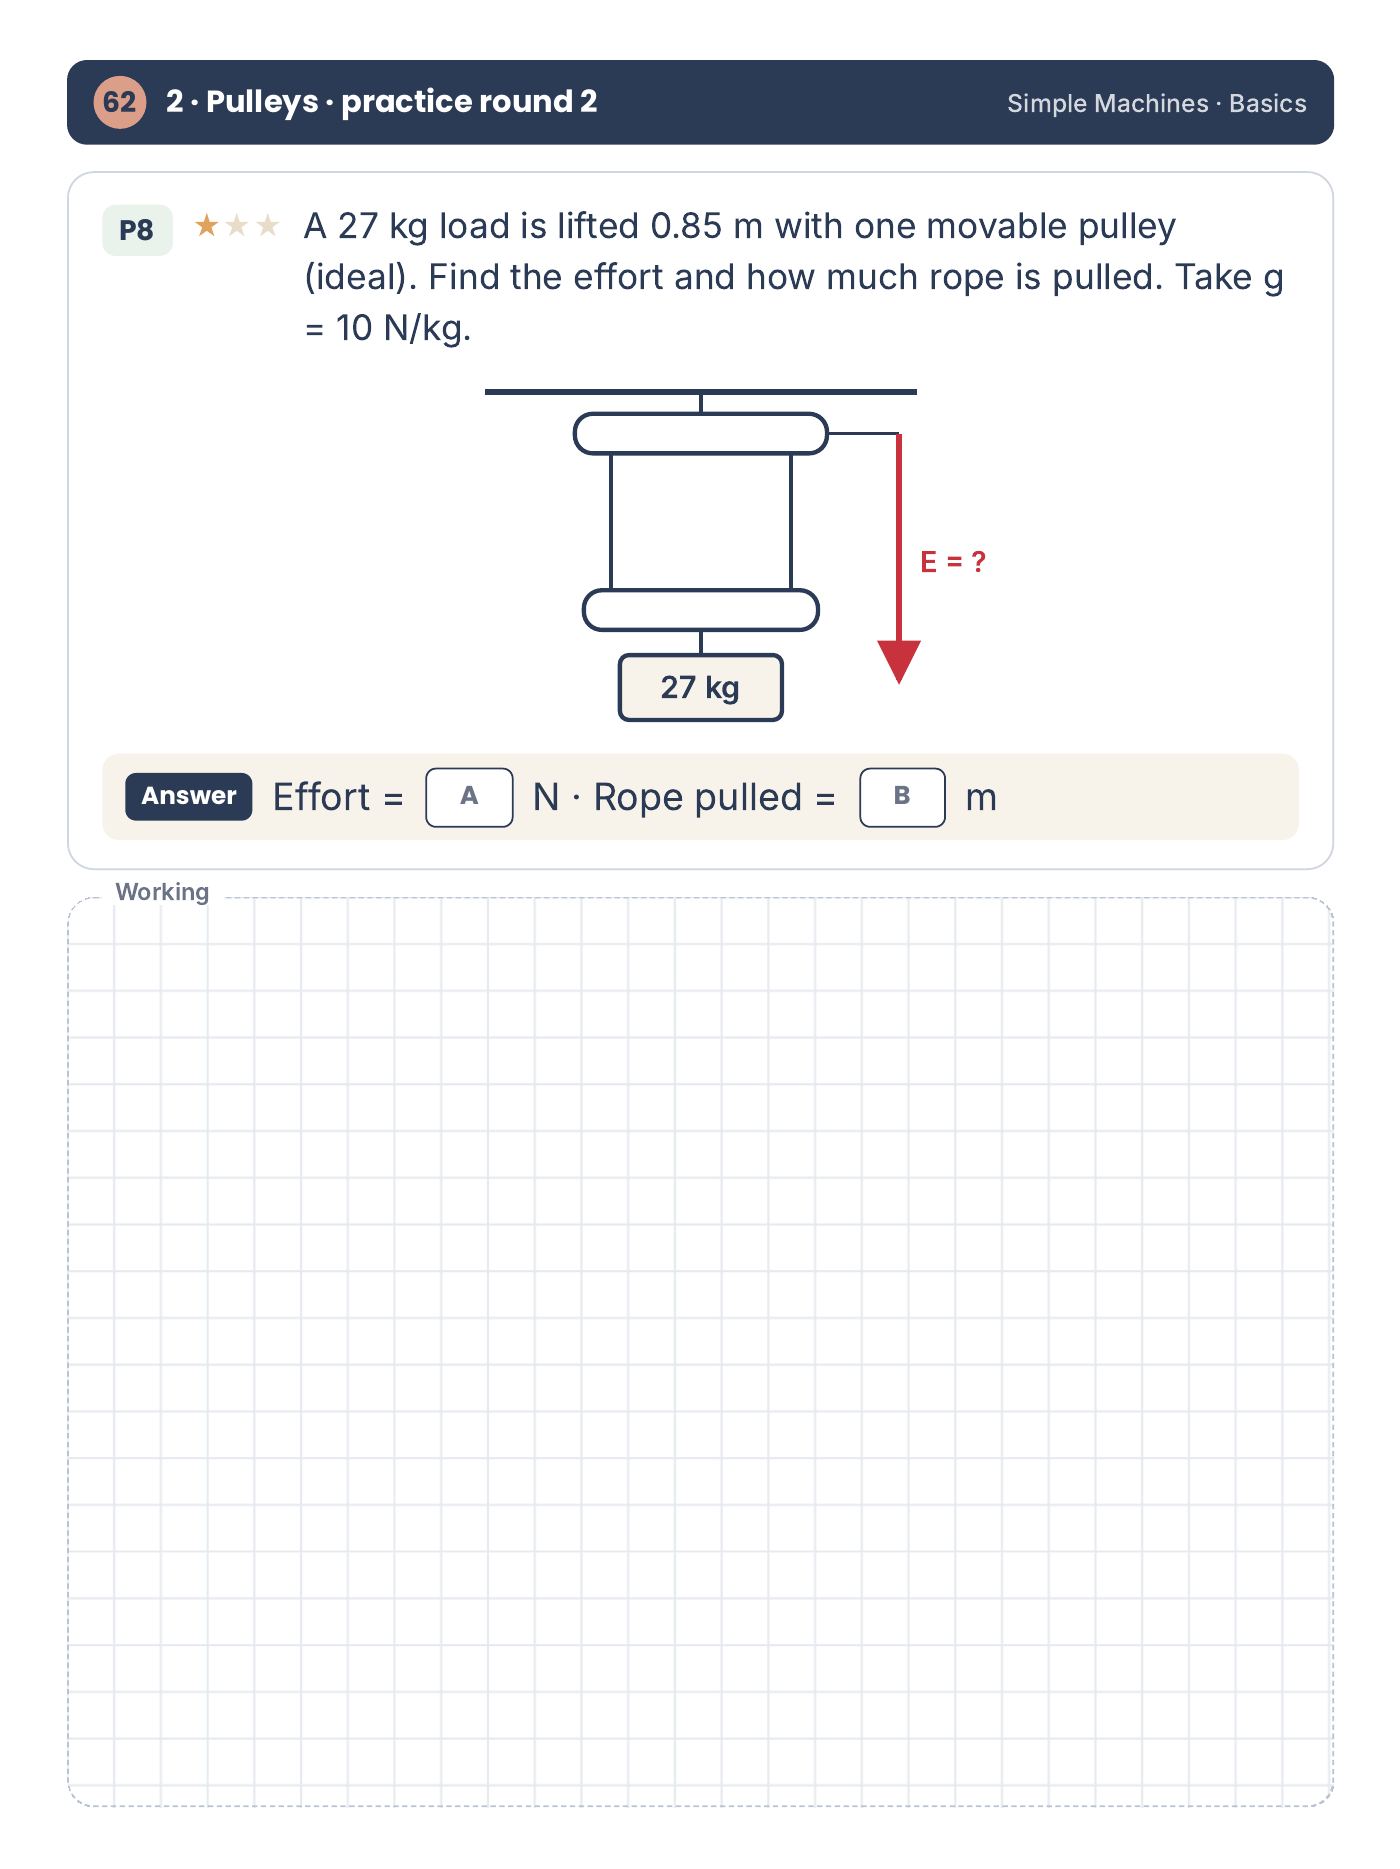 62 2 · Pulleys · practice round 2 Simple Machines · Basics
P8 ★★★ A 27 kg load is lifted 0.85 m with one movable pulley
(ideal). Find the effort and how much rope is pulled. Take g
= 10 N/kg.
E = ?
27 kg
Answer Effort = A N · Rope pulled = B m
Working